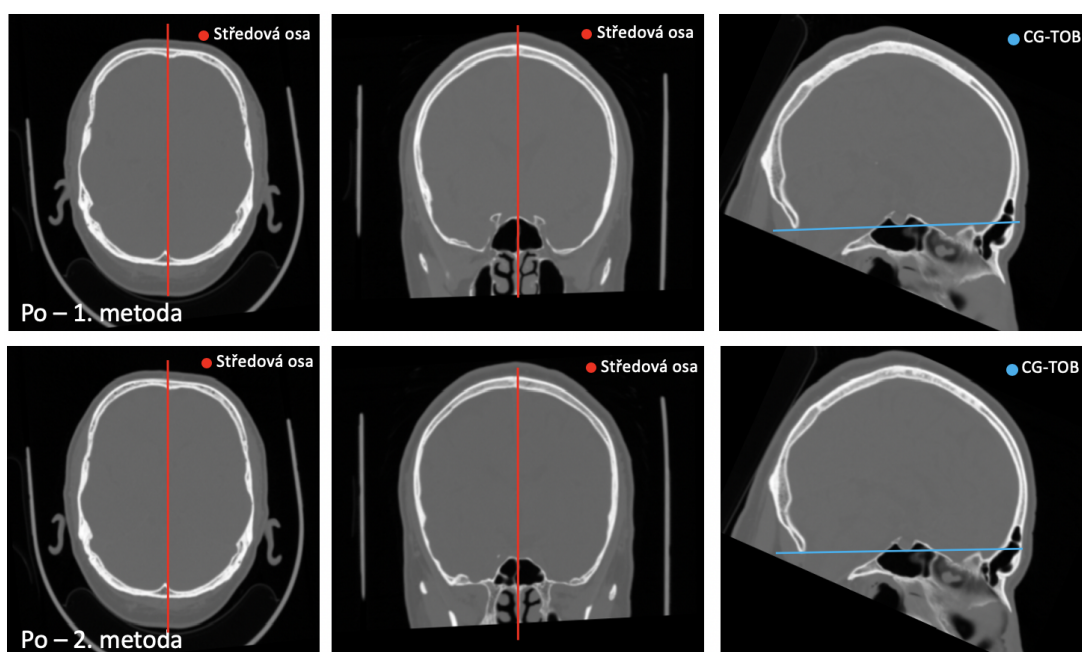 Středová osa
Středová osa
CG-TOB
Po – 1. metoda
Středová osa
Středová osa
CG-TOB
Po – 2. metoda